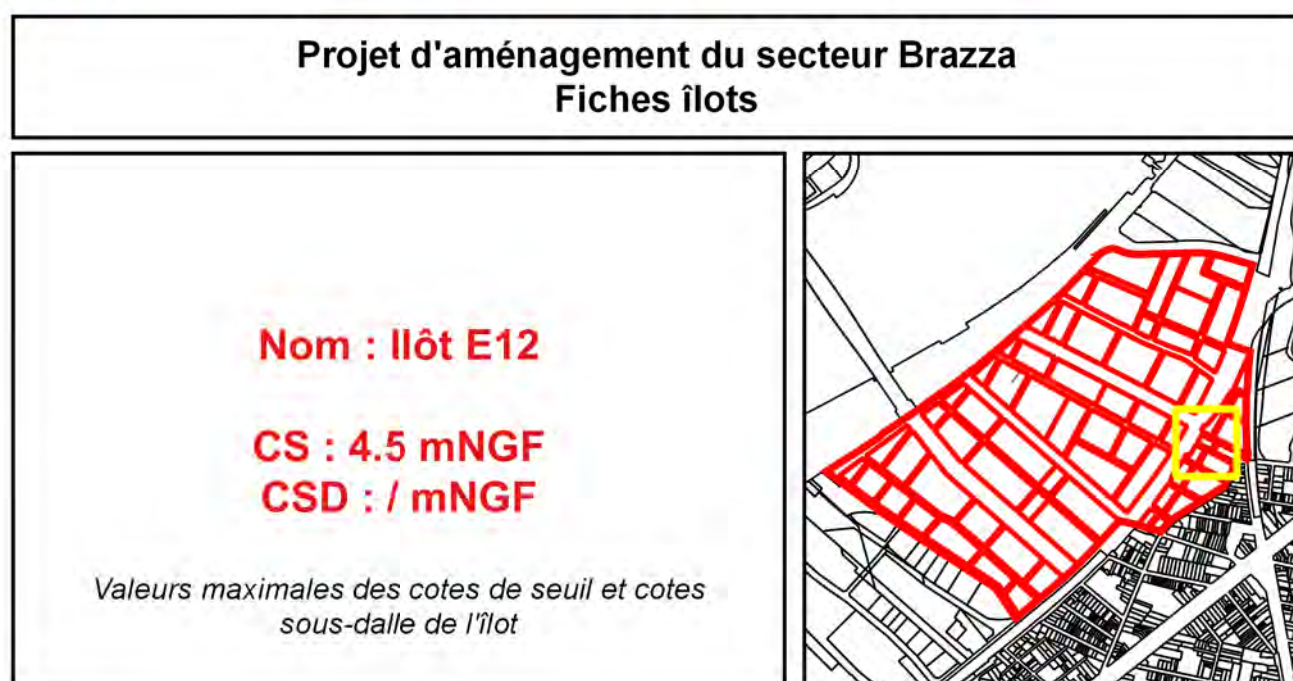 Projet d'aménagement du secteur Brazza
Fiches îlots
Nom : Ilôt E12
CS : 4.5 mNGF
CSD : / mNGF
Valeurs maximales des cotes de seuil et cotes
sous-dalle de l'îlot